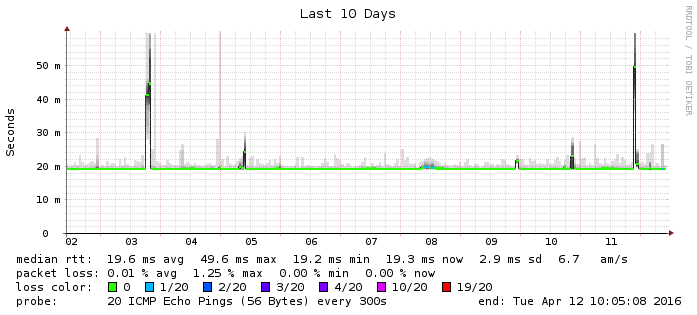 Last 10 Days
RRDTOOL / TOBI OETIKER
Seconds
50 m
40 m
30 m
20 m
10 m
0
02 03 04 05 06 07 08 09 10 11
median rtt: 19.6 ms avg 49.6 ms max 19.2 ms min 19.3 ms now 2.9 ms sd 6.7 am/s
packet loss: 0.01 % avg 1.25 % max 0.00 % min 0.00 % now
loss color: 0 1/20 2/20 3/20 4/20 10/20 19/20
probe: 20 ICMP Echo Pings (56 Bytes) every 300s end: Tue Apr 12 10:05:08 2016